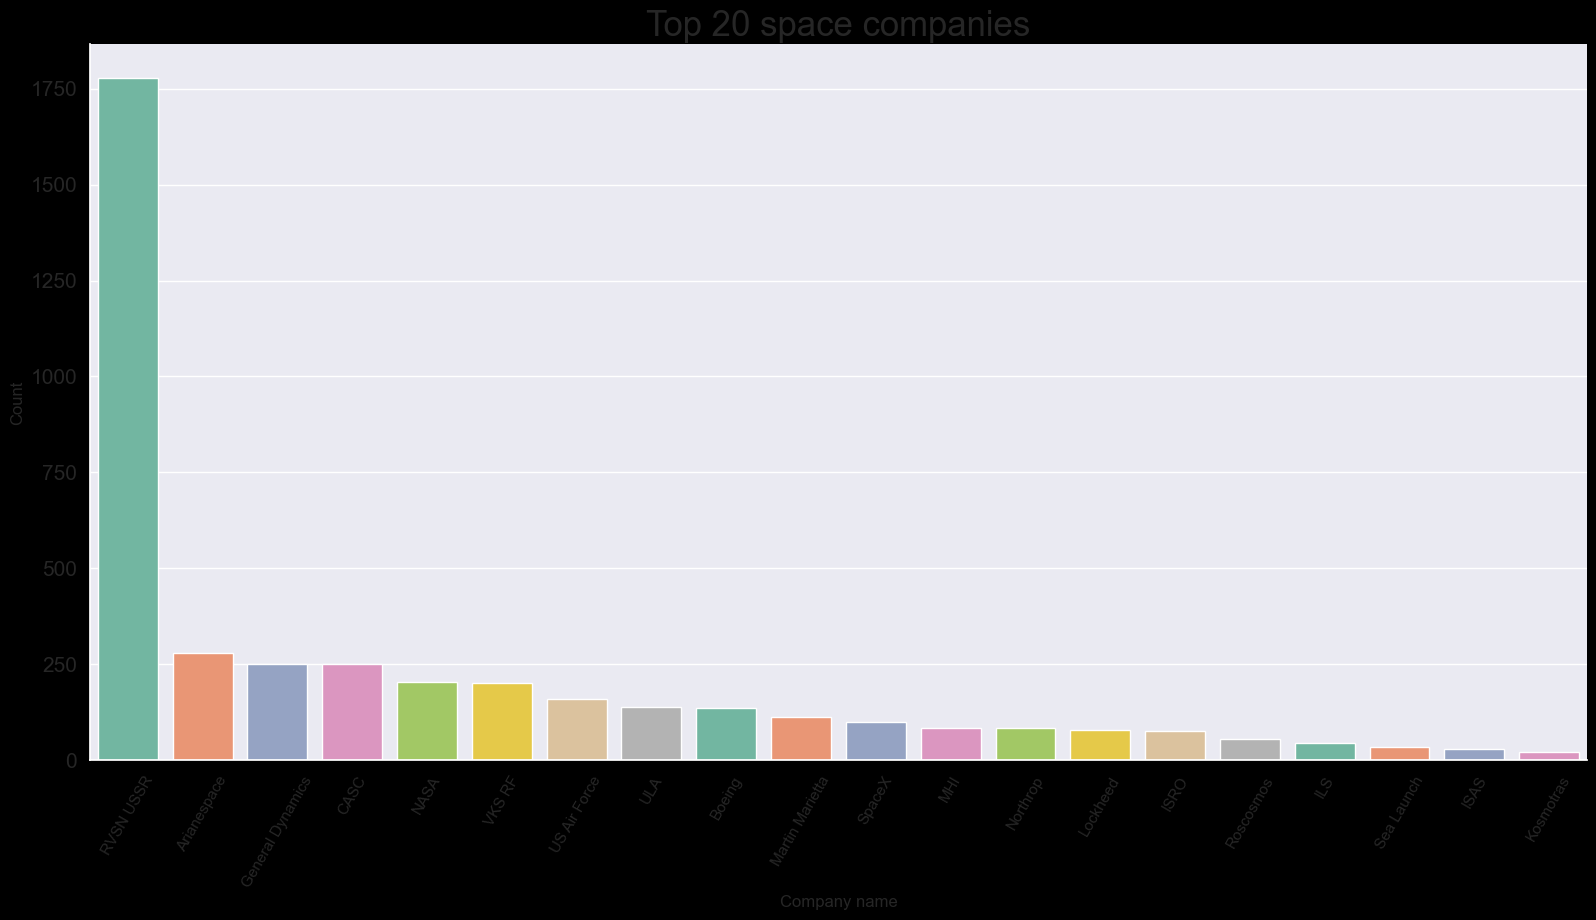 Top 20 space companies
1750
1500
1250
1000
750
500
250
0
Count
RVSN USSR
Arianespace
General Dynamics
CASC
NASA
VKS RF
US Air Force
ULA
Boeing
Martin Marietta
SpaceX
MHI
Northrop
Lockheed
ISRO
Roscosmos
ILS
Sea Launch
ISAS
Kosmotras
Company name